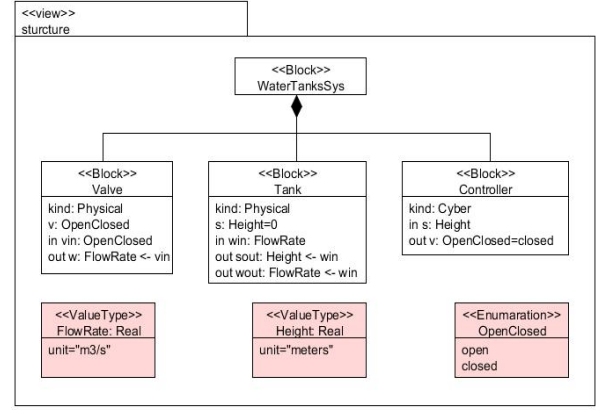 <<view>>
sturcture
<<Block>>
WaterTanksSys
<<Block>>
Valve
kind: Physical
v: OpenClosed
in vin: OpenClosed
out w: FlowRate <- vin
<<Block>>
Tank
kind: Physical
s: Height=0
in win: FlowRate
out sout: Height <- win
out wout: FlowRate <- win
<<Block>>
Controller
kind: Cyber
in s: Height
out v: OpenClosed=closed
<<ValueType>>
FlowRate: Real
unit="m3/s"
<<ValueType>>
Height: Real
unit="meters"
<<Enumaration>>
OpenClosed
open
closed